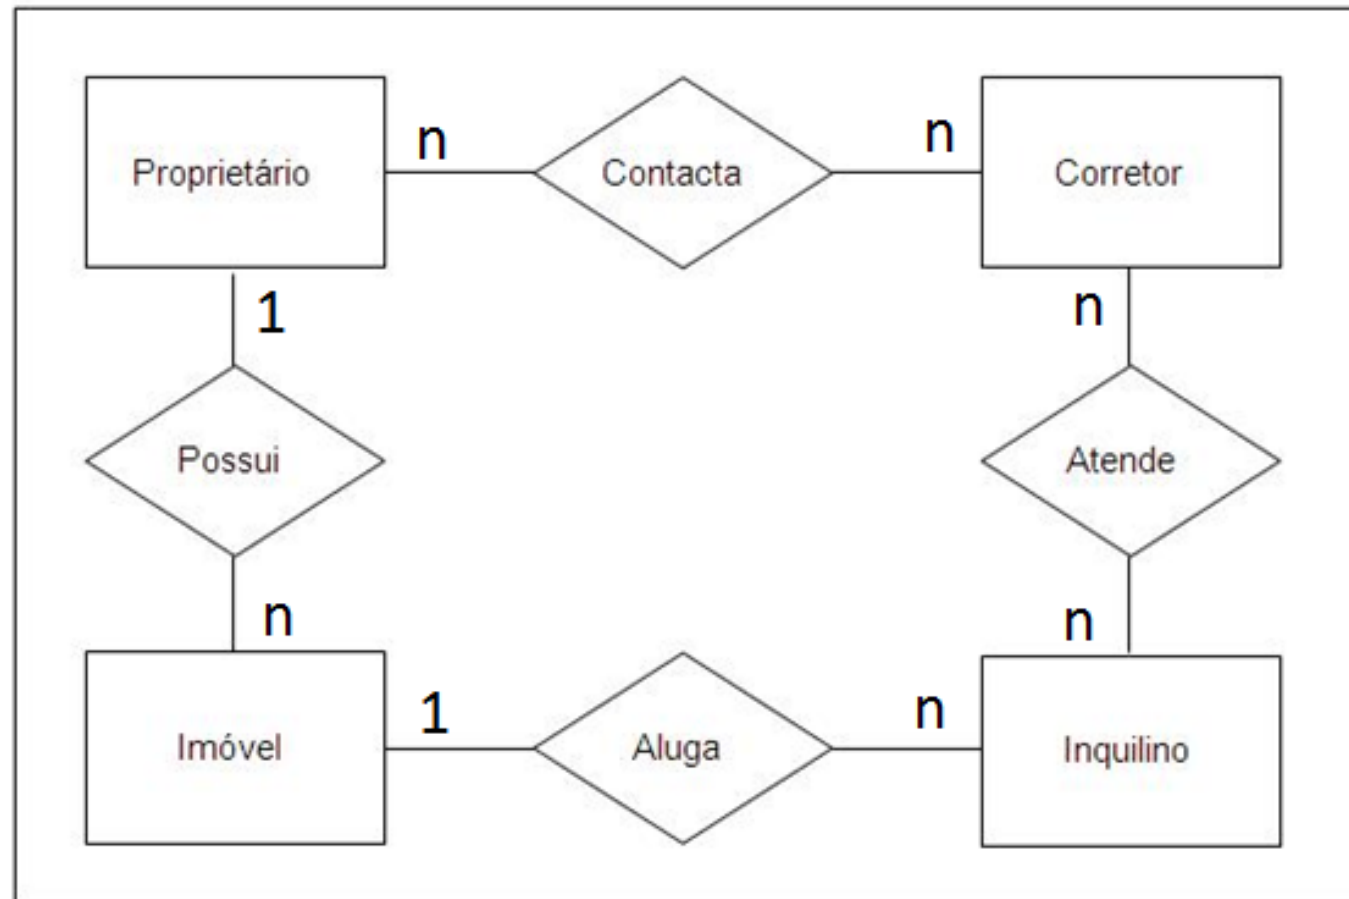 Proprietário
n
Contacta
n
Corretor
1
n
Possui
Atende
n
n
Imóvel
1
Aluga
n
Inquilino